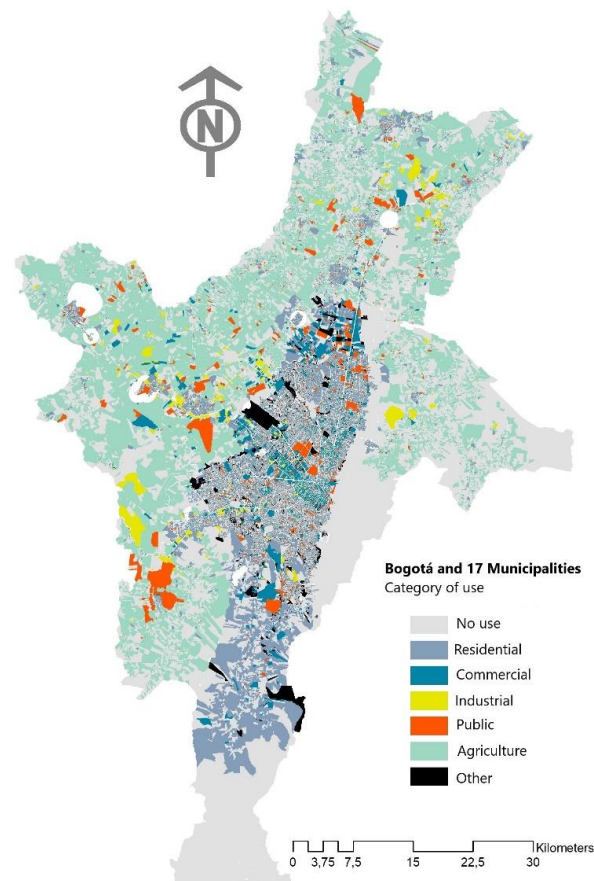 N
Bogotá and 17 Municipalities
Category of use
No use
Residential
Commercial
Industrial
Public
Agriculture
Other
Kilometers
0 3,75 7,5 15 22,5 30